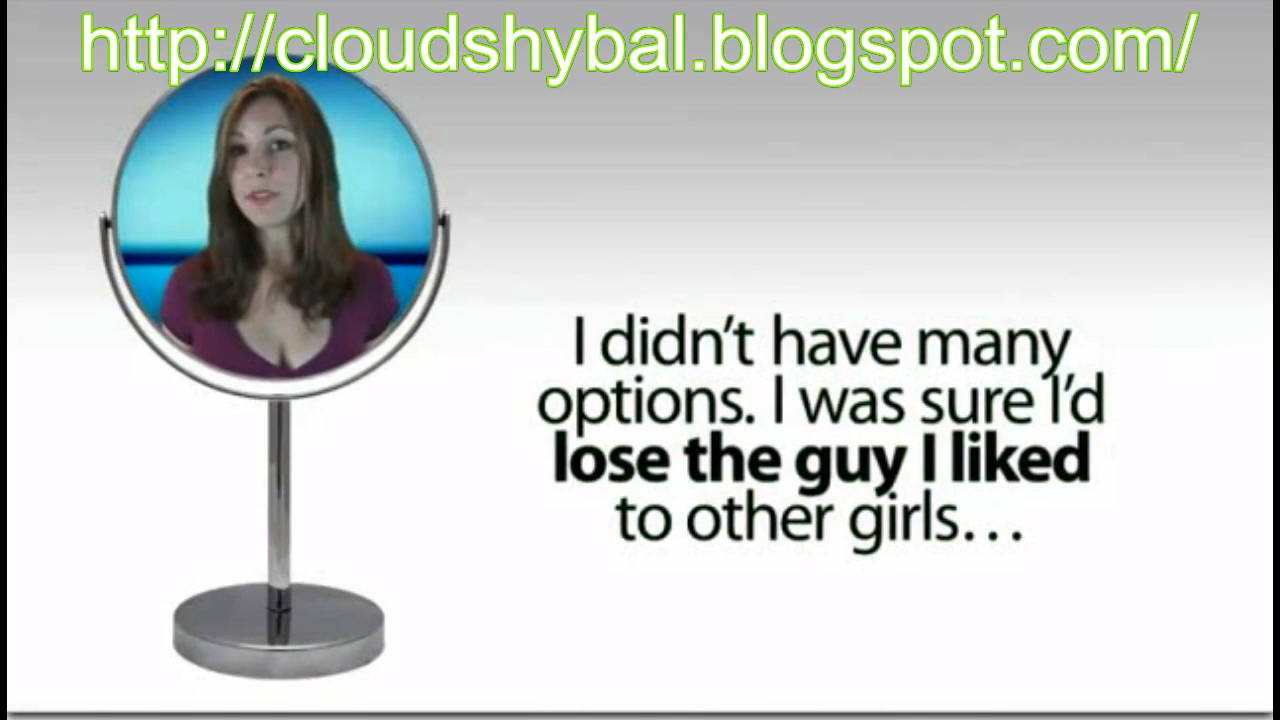 http://cloudshybal.blogspot.com/
I didn't have many
options. I was sure I'd
lose the guy I liked
to other girls...